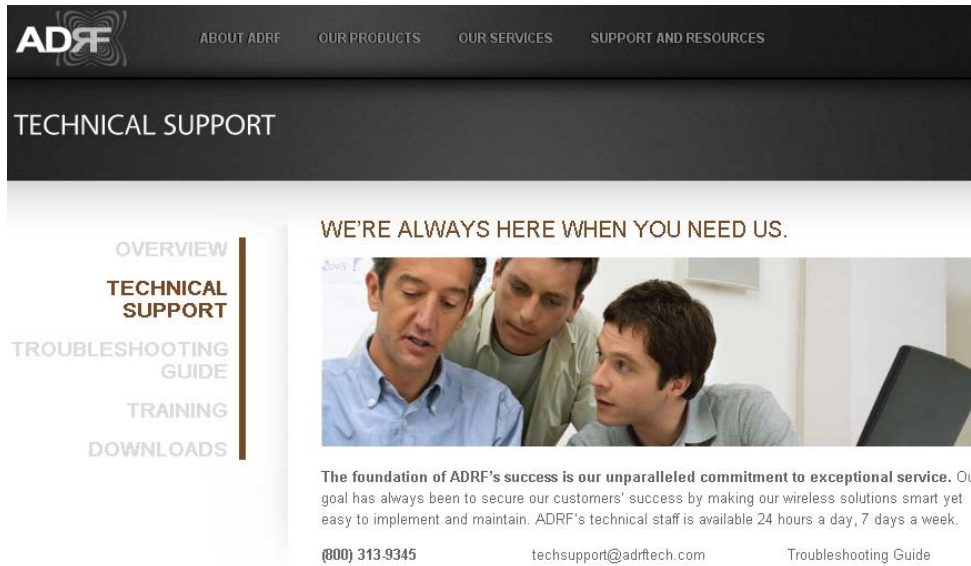 ADRF
ABOUT ADRF
OUR PRODUCTS
OUR SERVICES
SUPPORT AND RESOURCES
TECHNICAL SUPPORT
OVERVIEW
TECHNICAL
SUPPORT
TROUBLESHOOTING
GUIDE
TRAINING
DOWNLOADS
WE'RE ALWAYS HERE WHEN YOU NEED US.
The foundation of ADRF's success is our unparalleled commitment to exceptional service. Ou
goal has always been to secure our customers' success by making our wireless solutions smart yet
easy to implement and maintain. ADRF's technical staff is available 24 hours a day, 7 days a week.
(800) 313-9345
techsupport@adrftech.com
Troubleshooting Guide